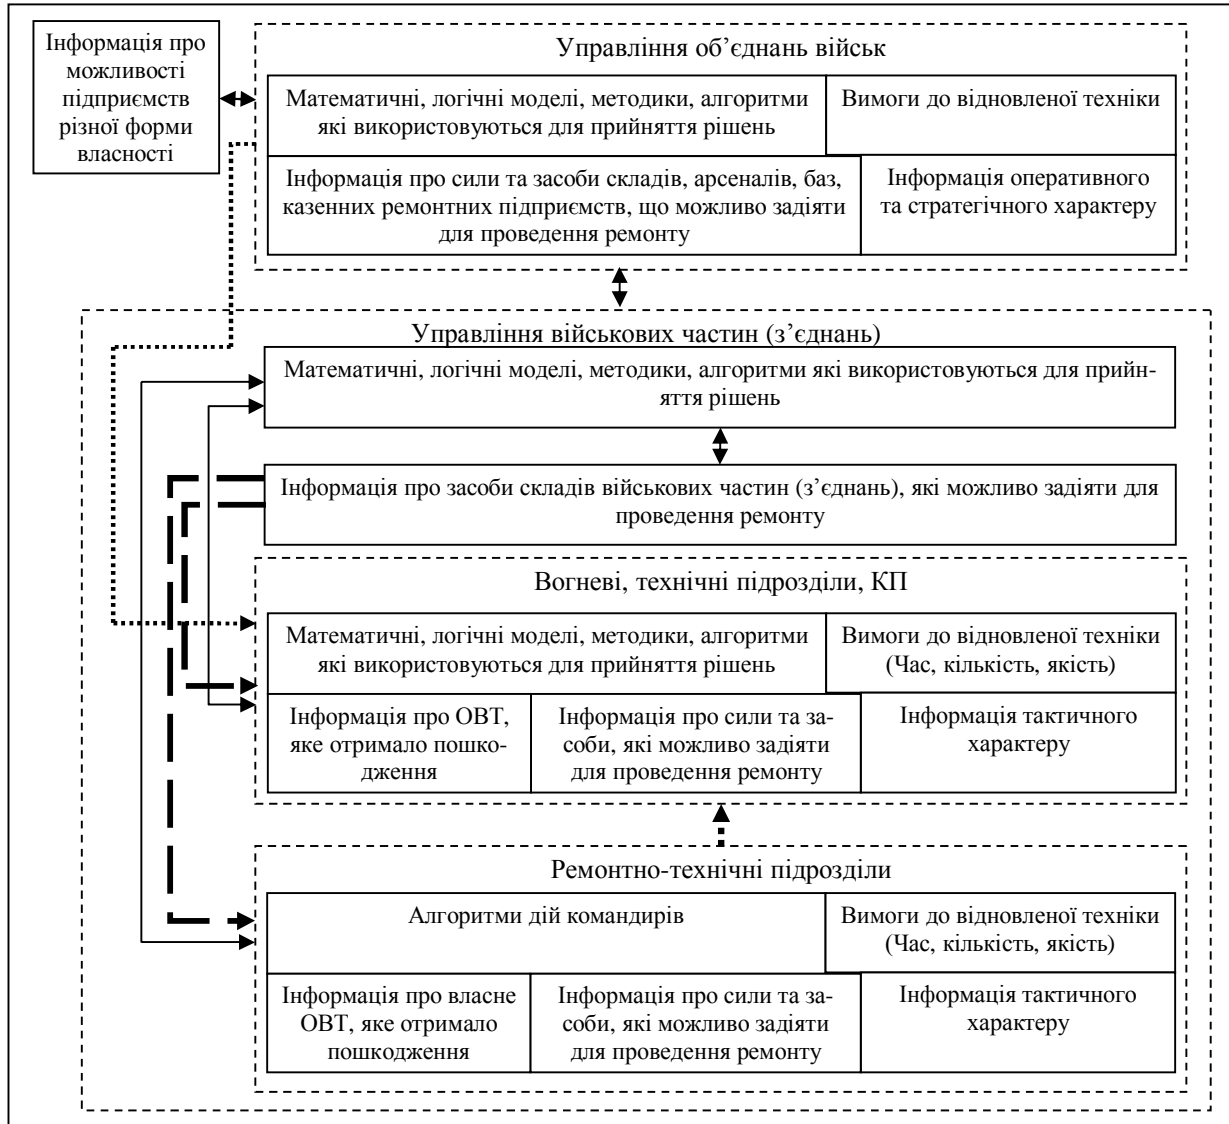 Інформація про
можливості
підприємств
різної форми
власності
Управління об’єднань військ
Математичні, логічні моделі, методики, алгоритми
які використовуються для прийняття рішень
Вимоги до відновленої техніки
Інформація про сили та засоби складів, арсеналів, баз,
казенних ремонтних підприємств, що можливо задіяти
для проведення ремонту
Інформація оперативного
та стратегічного характеру
Управління військових частин (з’єднань)
Математичні, логічні моделі, методики, алгоритми які використовуються для прийн-
яття рішень
Інформація про засоби складів військових частин (з’єднань), які можливо задіяти для
проведення ремонту
Вогневі, технічні підрозділи, КП
Математичні, логічні моделі, методики, алгоритми
які використовуються для прийняття рішень
Вимоги до відновленої техніки
(Час, кількість, якість)
Інформація про ОВТ,
яке отримало пошко-
дження
Інформація про сили та за-
соби, які можливо задіяти
для проведення ремонту
Інформація тактичного
характеру
Ремонтно-технічні підрозділи
Алгоритми дій командирів
Вимоги до відновленої техніки
(Час, кількість, якість)
Інформація про власне
ОВТ, яке отримало
пошкодження
Інформація про сили та за-
соби, які можливо задіяти
для проведення ремонту
Інформація тактичного
характеру